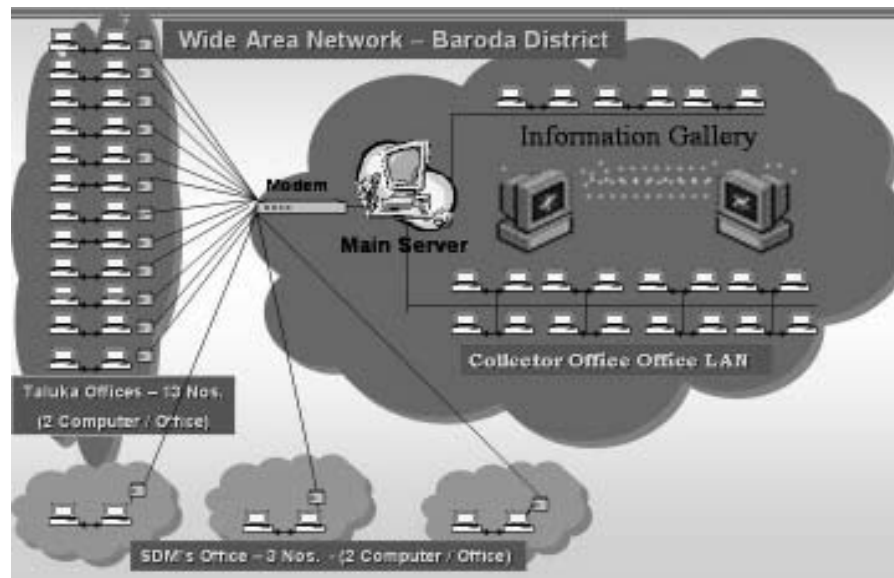 Wide Area Network – Baroda District
Information Gallery
Modem
Main Server
Collector Office Office LAN
Taluka Offices – 13 Nos.
(2 Computer / Office)
SDM's Office – 3 Nos. - (2 Computer / Office)